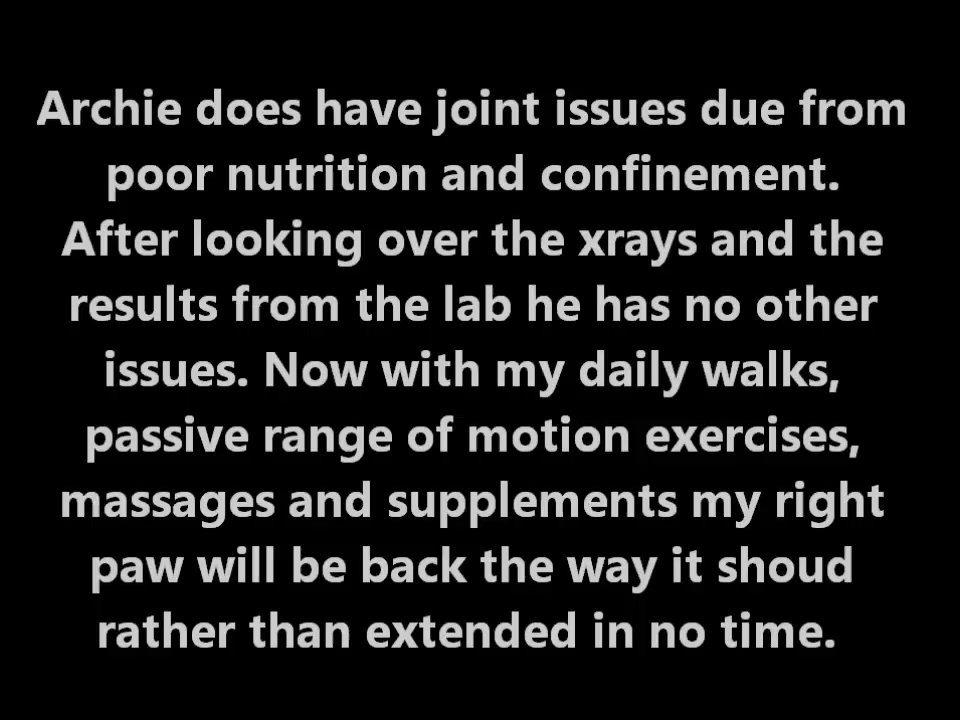 Archie does have joint issues due from
poor nutrition and confinement.
After looking over the xrays and the
results from the lab he has no other
issues. Now with my daily walks,
passive range of motion exercises,
massages and supplements my right
paw will be back the way it shoud
rather than extended in no time.